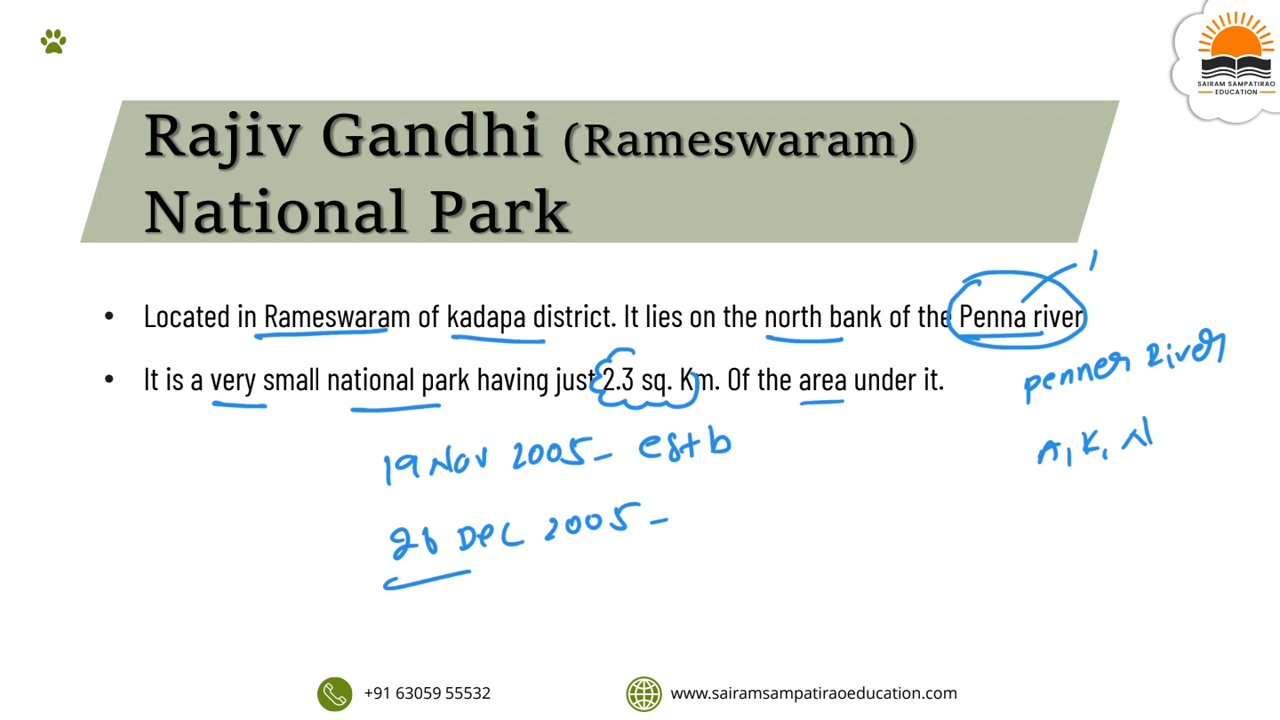 SAIRAM SAMPATIRAO
EDUCATION
Rajiv Gandhi (Rameswaram)
National Park
• Located in Rameswaram of kadapa district. It lies on the north bank of the Penna river
• It is a very small national park having just 2.3 sq. Km. Of the area under it.
Penner River
A, K, N
19 Nov 2005 - estb
28 Dec 2005 -
+91 63059 55532
www.sairamsampatiraoeducation.com